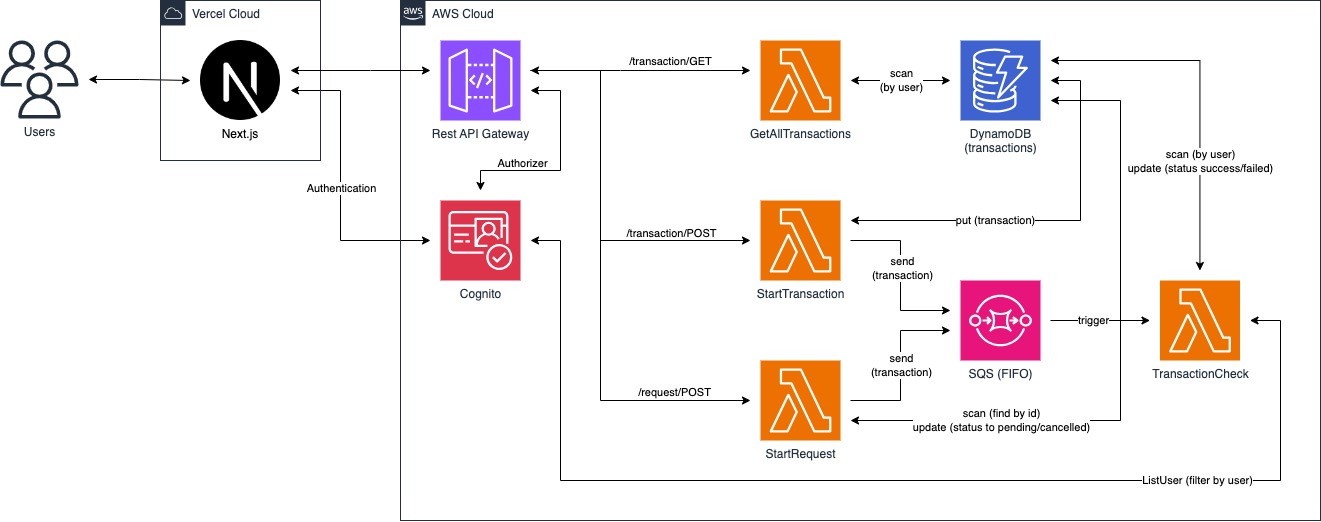 Vercel Cloud
aws
AWS Cloud
Users
N
Next.js
Authentication
</>
Rest API Gateway
Authorizer
Cognito
/transaction/GET
GetAllTransactions
scan
(by user)
DynamoDB
(transactions)
scan (by user)
update (status success/failed)
put (transaction)
/transaction/POST
StartTransaction
send
(transaction)
SQS (FIFO)
trigger
TransactionCheck
send
(transaction)
/request/POST
StartRequest
scan (find by id)
update (status to pending/cancelled)
ListUser (filter by user)